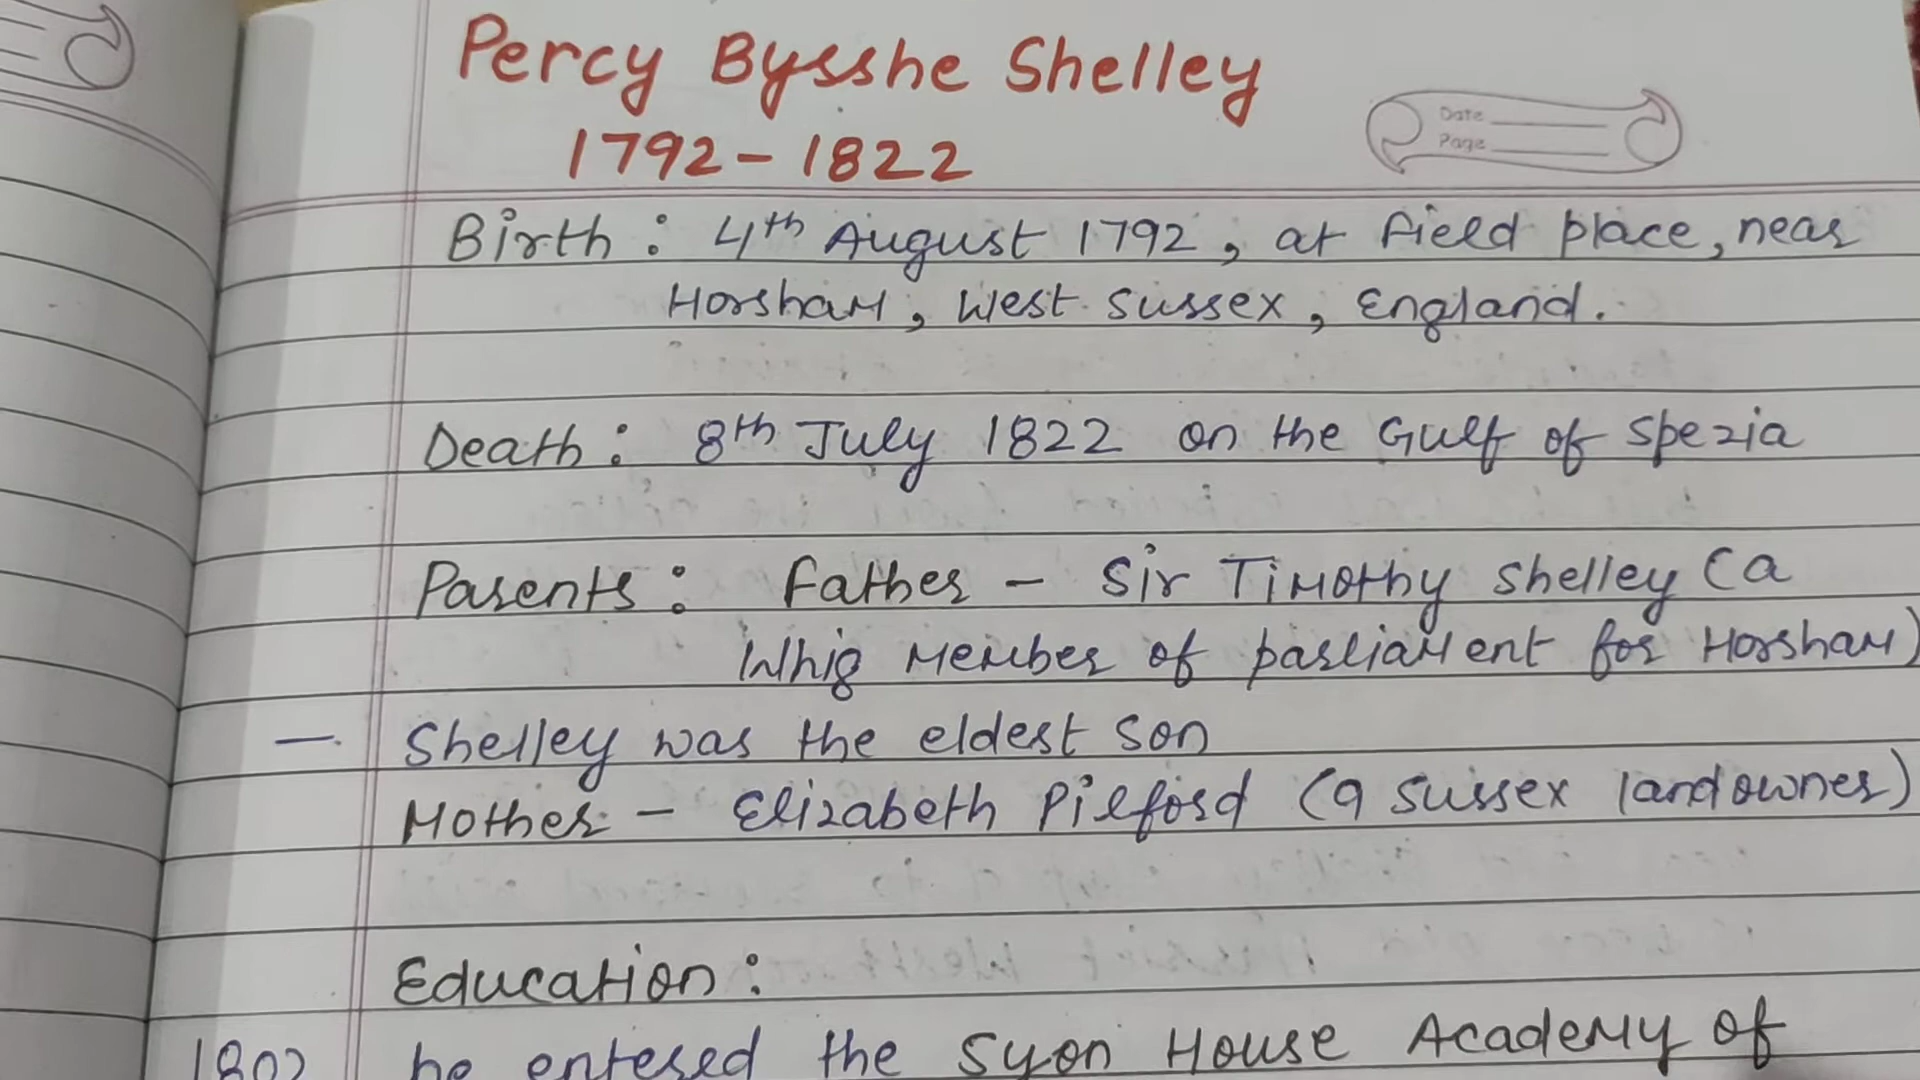 Percy Bysshe Shelley
1792 - 1822
Date
Page
Birth : 4th August 1792 , at Field place, near
Horsham , West Sussex , England .
Death : 8th July 1822 on the Gulf of Spezia
Parents : Father - Sir Timothy Shelley (a
Whig Member of parliament for Horsham)
— Shelley was the eldest son
Mother - Elizabeth Pilford (a Sussex landowner)
Education :
1802 he entered the Syon House Academy of